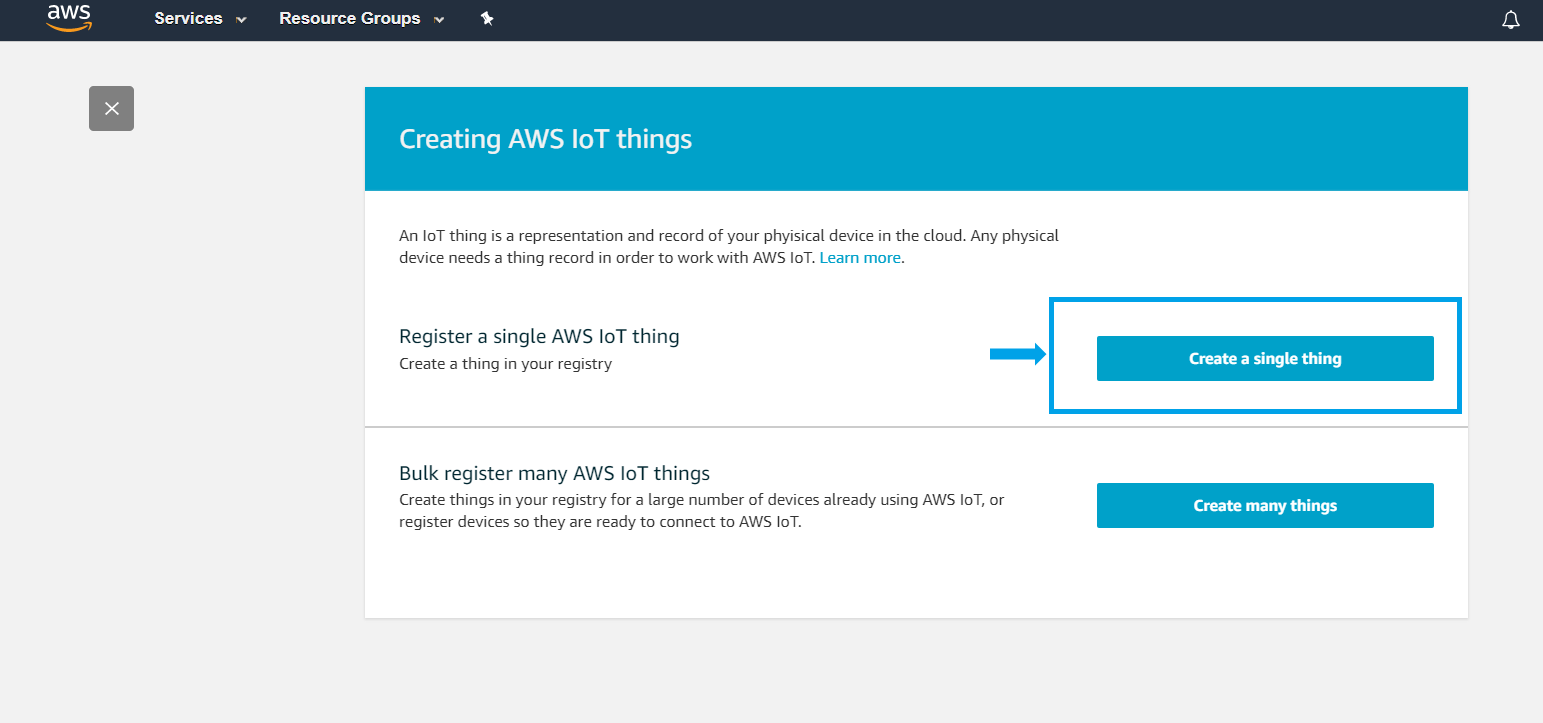 aws
Services
Resource Groups
Creating AWS IoT things
An IoT thing is a representation and record of your phyisical device in the cloud. Any physical
device needs a thing record in order to work with AWS IoT. Learn more.
Register a single AWS IoT thing
Create a thing in your registry
Create a single thing
Bulk register many AWS IoT things
Create things in your registry for a large number of devices already using AWS IoT, or
register devices so they are ready to connect to AWS IoT.
Create many things